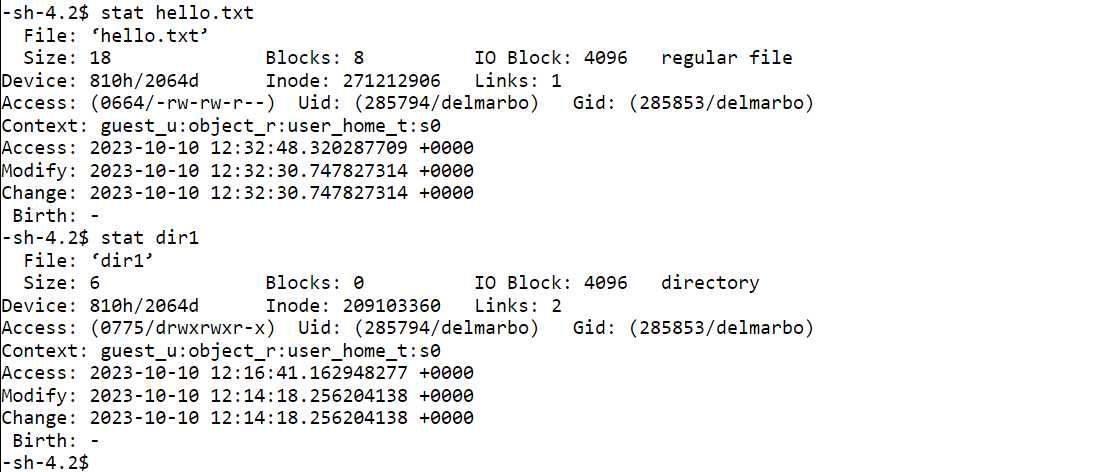 -sh-4.2$ stat hello.txt
  File: ‘hello.txt’
  Size: 18              Blocks: 8          IO Block: 4096   regular file
Device: 810h/2064d      Inode: 271212906   Links: 1
Access: (0664/-rw-rw-r--)  Uid: (285794/delmarbo)   Gid: (285853/delmarbo)
Context: guest_u:object_r:user_home_t:s0
Access: 2023-10-10 12:32:48.320287709 +0000
Modify: 2023-10-10 12:32:30.747827314 +0000
Change: 2023-10-10 12:32:30.747827314 +0000
 Birth: -
-sh-4.2$ stat dir1
  File: ‘dir1’
  Size: 6               Blocks: 0          IO Block: 4096   directory
Device: 810h/2064d      Inode: 209103360   Links: 2
Access: (0775/drwxrwxr-x)  Uid: (285794/delmarbo)   Gid: (285853/delmarbo)
Context: guest_u:object_r:user_home_t:s0
Access: 2023-10-10 12:16:41.162948277 +0000
Modify: 2023-10-10 12:14:18.256204138 +0000
Change: 2023-10-10 12:14:18.256204138 +0000
 Birth: -
-sh-4.2$